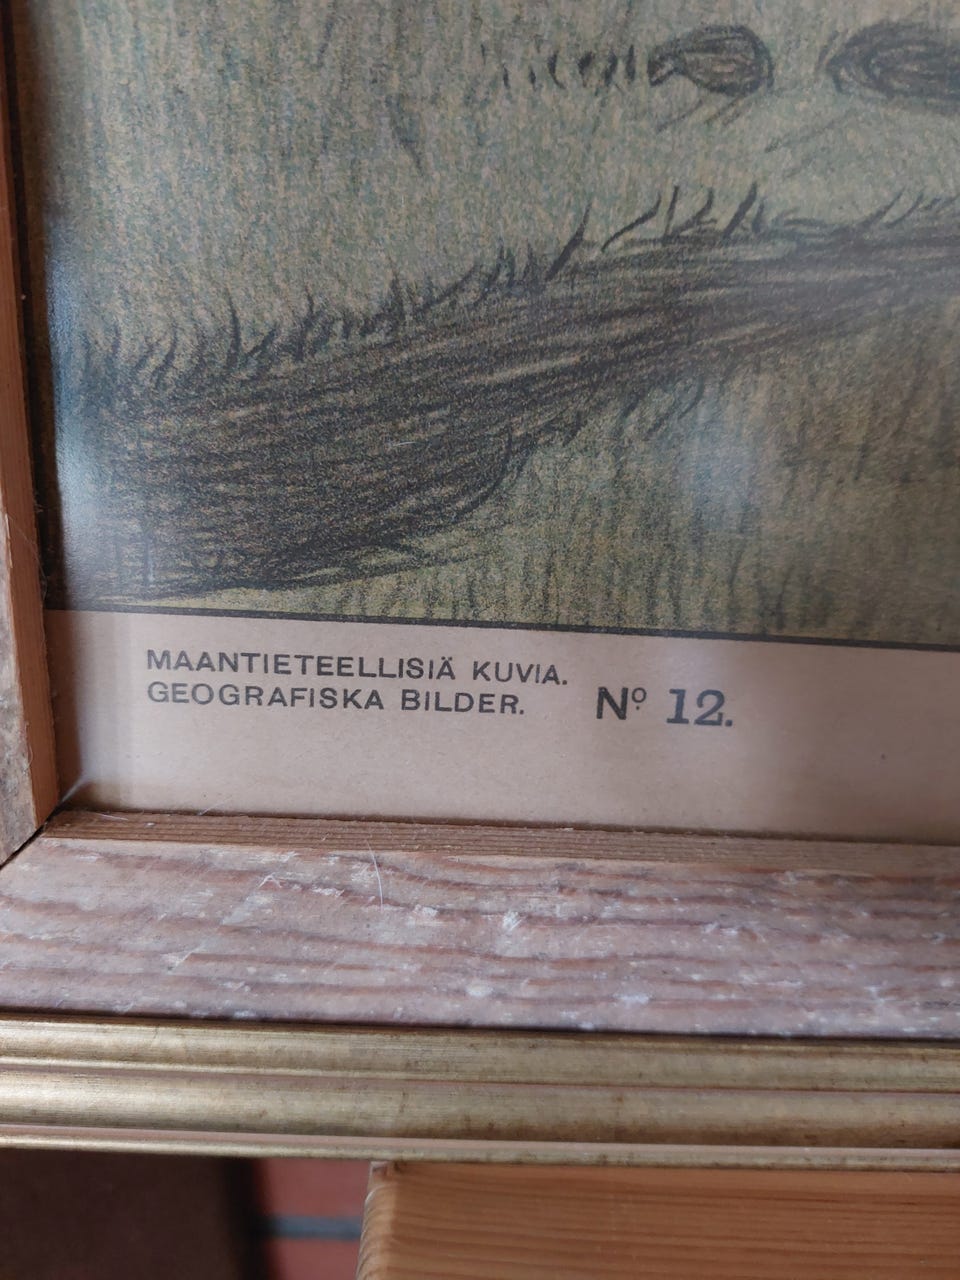 MAANTIETEELLISIÄ KUVIA.
GEOGRAFISKA BILDER.
Nº 12.